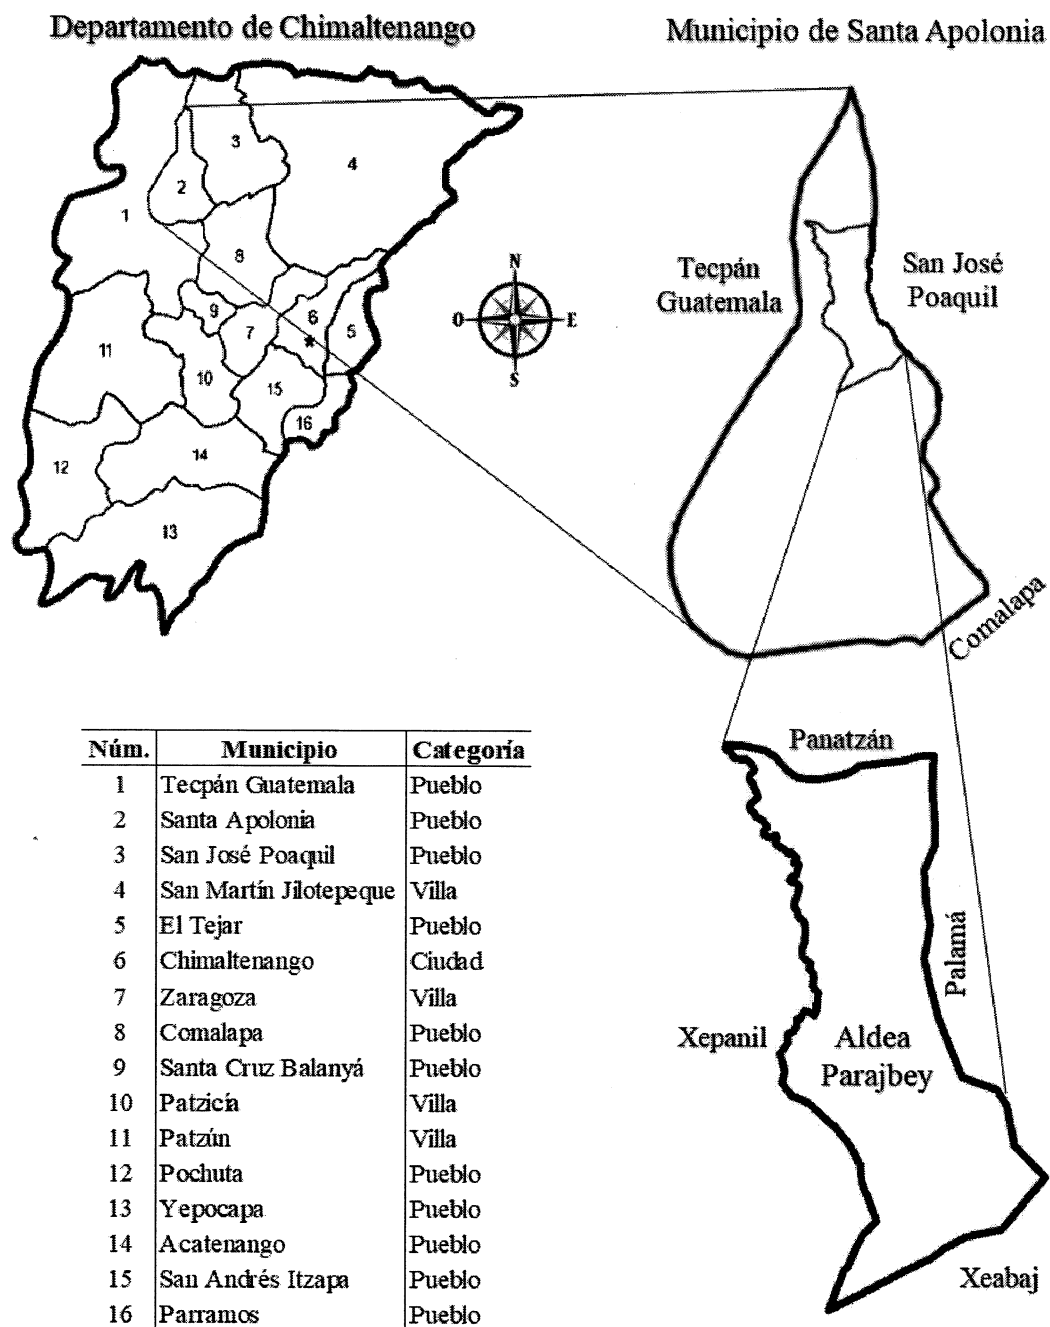 Departamento de Chimaltenango
Municipio de Santa Apolonia
1
2
3
4
5
6
*
7
8
9
10
11
12
13
14
15
16
N
O
E
S
Tecpán
Guatemala
San José
Poaquil
Comalapa
Panatzán
Palamá
Xepanil
Aldea
Parajbey
Xeabaj
Núm. Municipio Categoría
1 Tecpán Guatemala Pueblo
2 Santa Apolonia Pueblo
3 San José Poaquil Pueblo
4 San Martín Jilotepeque Villa
5 El Tejar Pueblo
6 Chimaltenango Ciudad
7 Zaragoza Villa
8 Comalapa Pueblo
9 Santa Cruz Balanyá Pueblo
10 Patzicía Villa
11 Patzún Villa
12 Pochuta Pueblo
13 Yepocapa Pueblo
14 Acatenango Pueblo
15 San Andrés Itzapa Pueblo
16 Parramos Pueblo